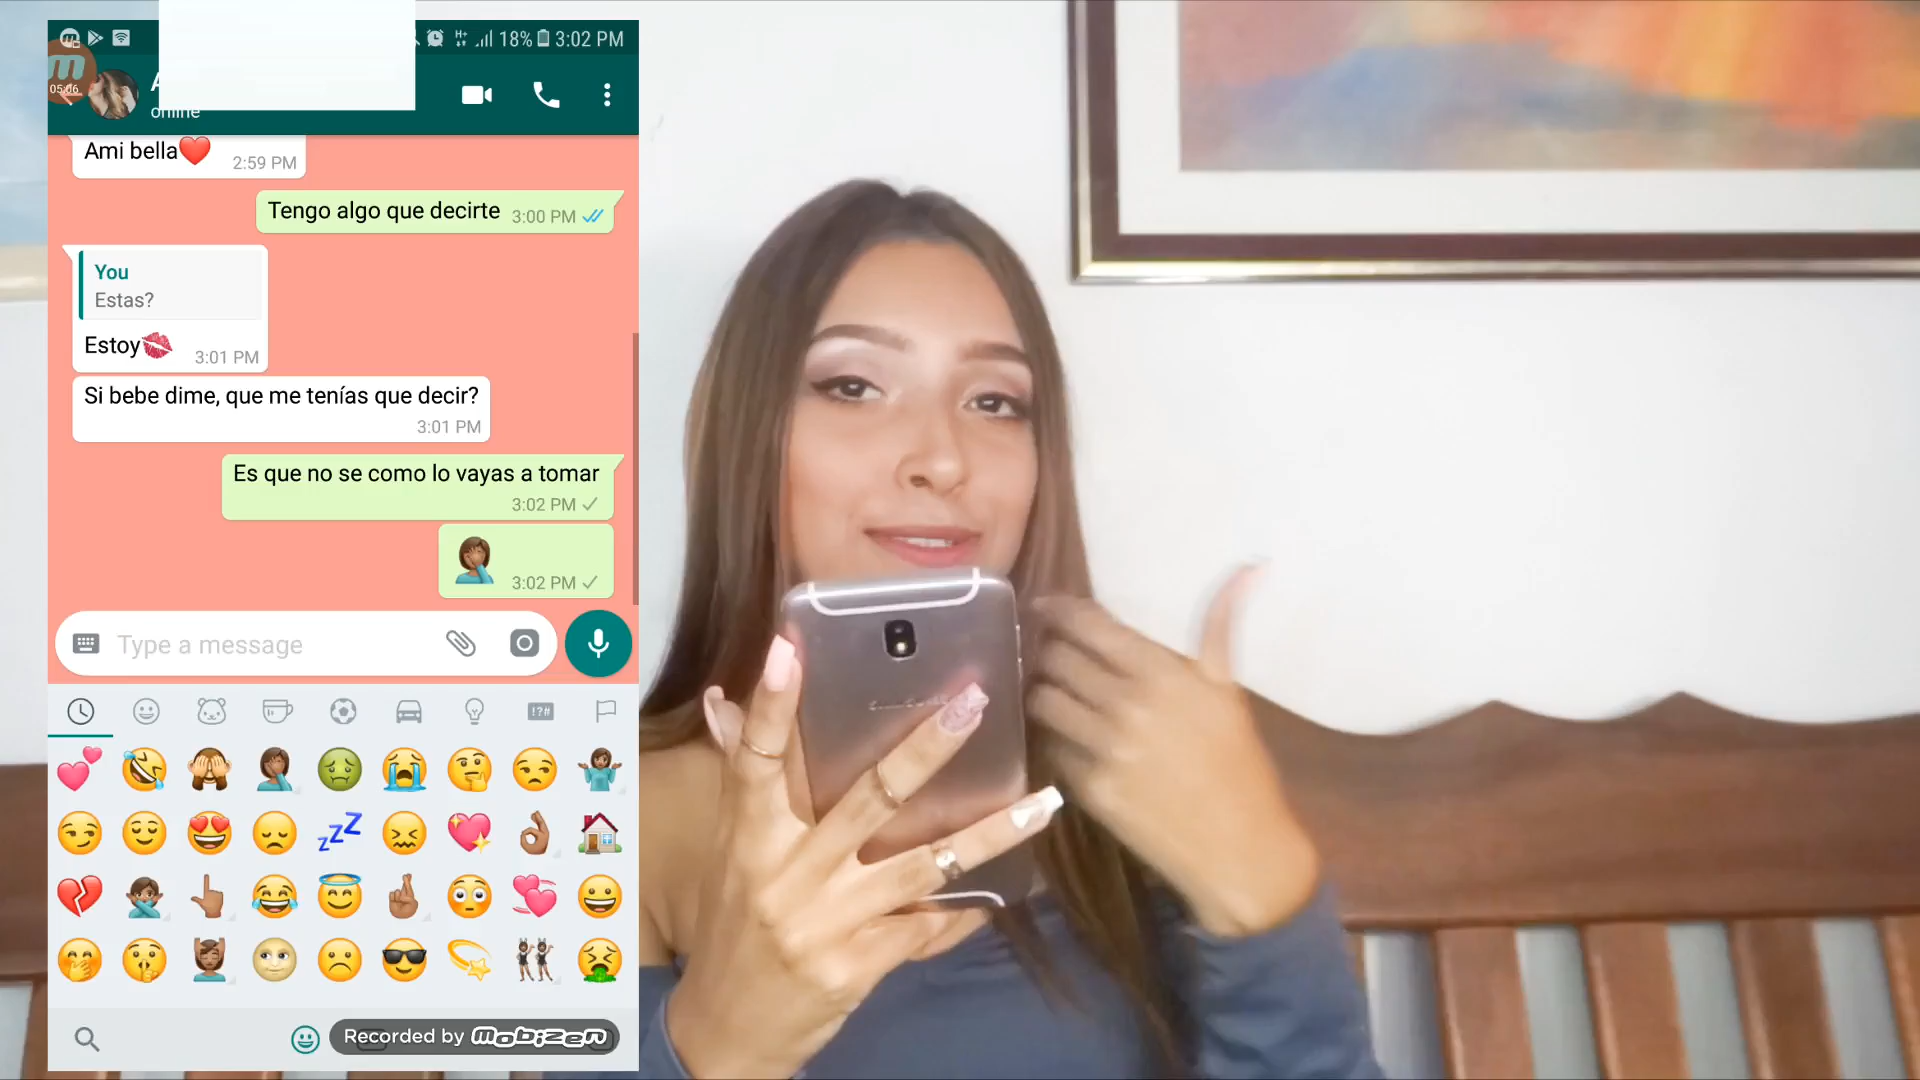 18% 3:02 PM
05:06
A
online
Ami bella❤️ 2:59 PM
Tengo algo que decirte 3:00 PM
You
Estas?
Estoy💋 3:01 PM
Si bebe dime, que me tenías que decir?
3:01 PM
Es que no se como lo vayas a tomar
3:02 PM
3:02 PM
Type a message
!?#
Recorded by mobizen